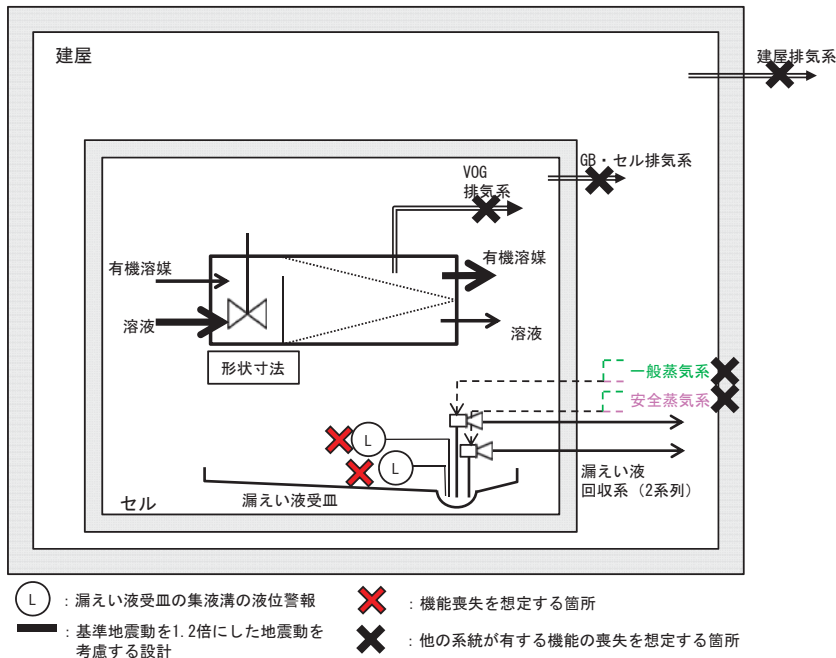 建屋
建屋排気系
GB・セル排気系
VOG
排気系
有機溶媒
有機溶媒
溶液
溶液
形状寸法
一般蒸気系
安全蒸気系
L
L
漏えい液
回収系（2系列）
漏えい液受皿
セル
L
：漏えい液受皿の集液溝の液位警報
：機能喪失を想定する箇所
：基準地震動を1.2倍にした地震動を
考慮する設計
：他の系統が有する機能の喪失を想定する箇所